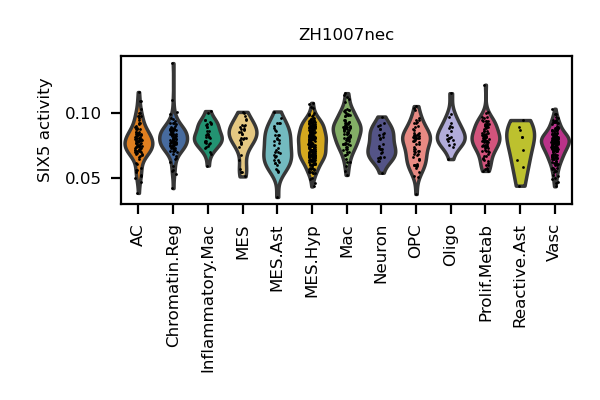 ZH1007nec
SIX5 activity
0.10
0.05
AC
Chromatin.Reg
Inflammatory.Mac
MES
MES.Ast
MES.Hyp
Mac
Neuron
OPC
Oligo
Prolif.Metab
Reactive.Ast
Vasc